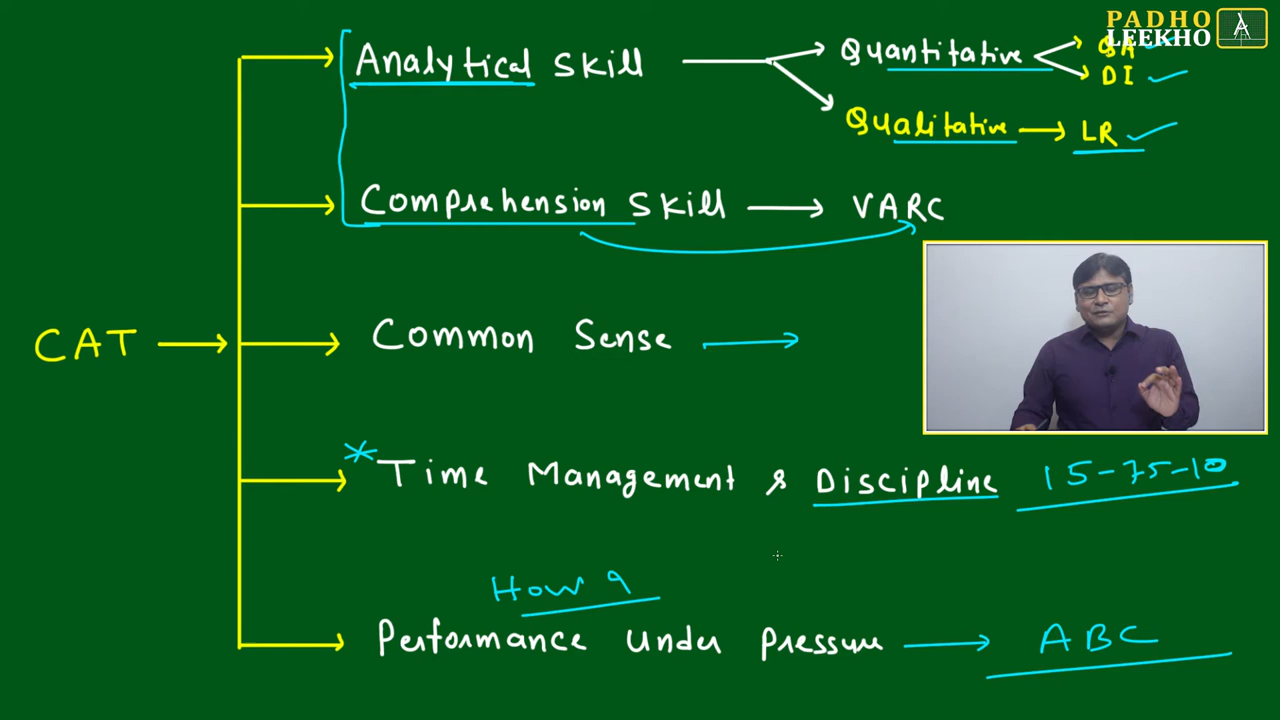 PADHO
LEEKHO
Analytical Skill
Quantitative
QA
DI
Qualitative
LR
Comprehension Skill
VARC
CAT
Common Sense
*Time Management & Discipline
15-75-10
How ?
Performance Under Pressure
ABC